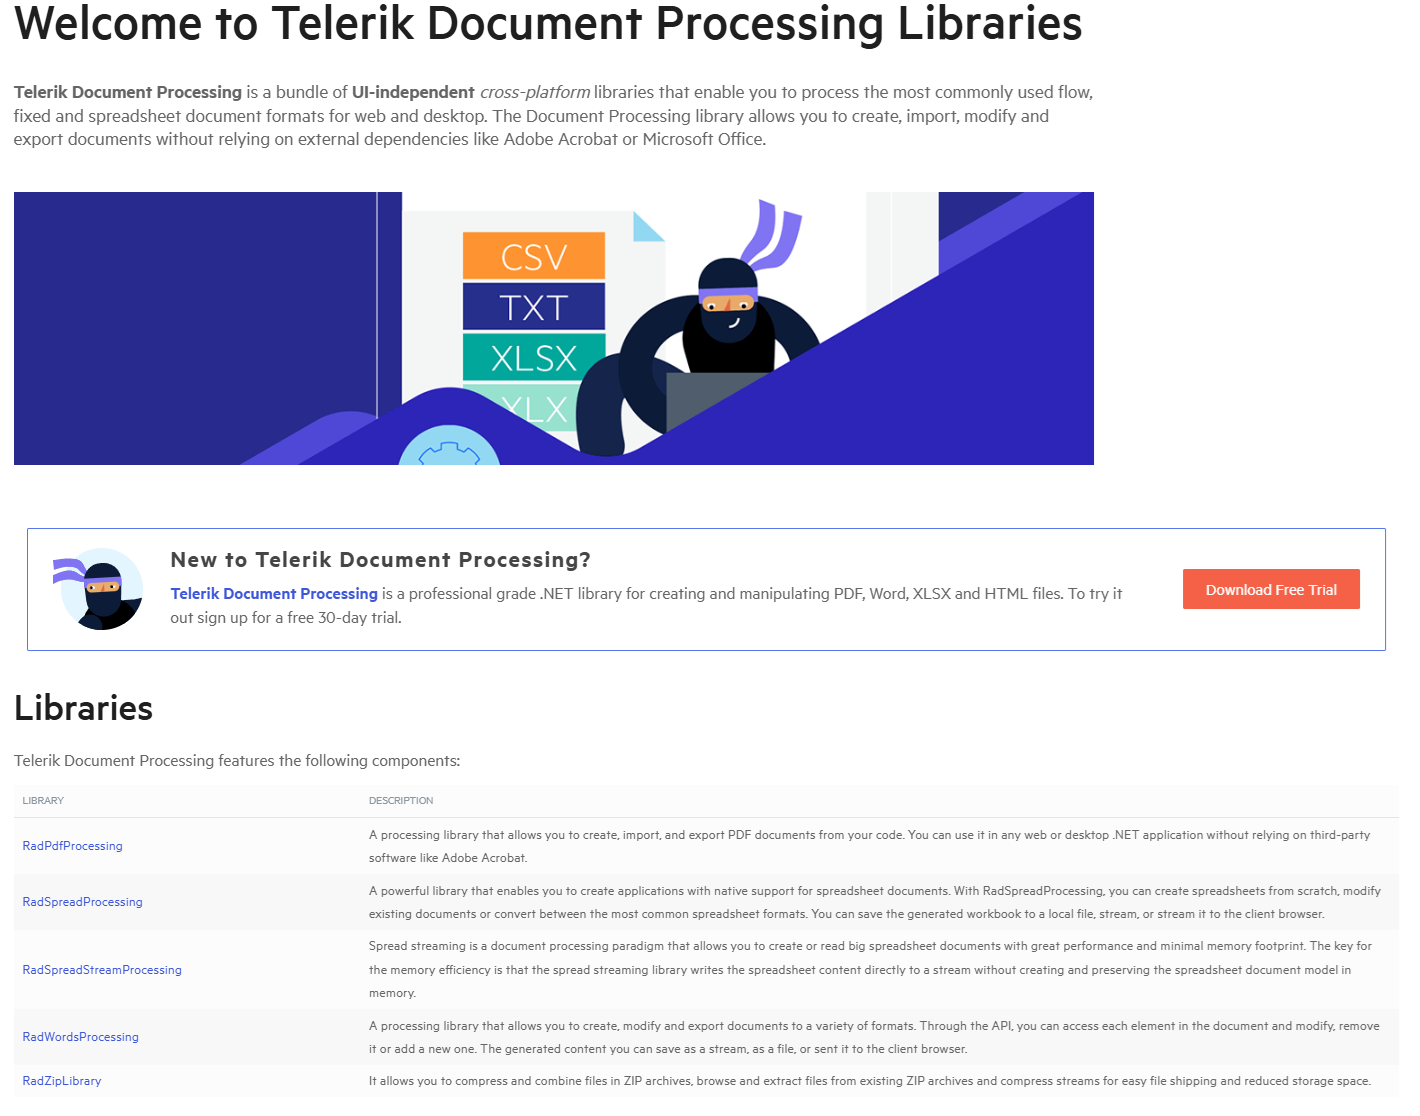 Welcome to Telerik Document Processing Libraries
Telerik Document Processing is a bundle of UI-independent cross-platform libraries that enable you to process the most commonly used flow,
fixed and spreadsheet document formats for web and desktop. The Document Processing library allows you to create, import, modify and
export documents without relying on external dependencies like Adobe Acrobat or Microsoft Office.
CSV
TXT
XLSX
XLX
New to Telerik Document Processing?
Telerik Document Processing is a professional grade .NET library for creating and manipulating PDF, Word, XLSX and HTML files. To try it
out sign up for a free 30-day trial.
Download Free Trial
Libraries
Telerik Document Processing features the following components:
LIBRARY DESCRIPTION
RadPdfProcessing
A processing library that allows you to create, import, and export PDF documents from your code. You can use it in any web or desktop .NET application without relying on third-party
software like Adobe Acrobat.
RadSpreadProcessing
A powerful library that enables you to create applications with native support for spreadsheet documents. With RadSpreadProcessing, you can create spreadsheets from scratch, modify
existing documents or convert between the most common spreadsheet formats. You can save the generated workbook to a local file, stream, or stream it to the client browser.
RadSpreadStreamProcessing
Spread streaming is a document processing paradigm that allows you to create or read big spreadsheet documents with great performance and minimal memory footprint. The key for
the memory efficiency is that the spread streaming library writes the spreadsheet content directly to a stream without creating and preserving the spreadsheet document model in
memory.
RadWordsProcessing
A processing library that allows you to create, modify and export documents to a variety of formats. Through the API, you can access each element in the document and modify, remove
it or add a new one. The generated content you can save as a stream, as a file, or sent it to the client browser.
RadZipLibrary
It allows you to compress and combine files in ZIP archives, browse and extract files from existing ZIP archives and compress streams for easy file shipping and reduced storage space.